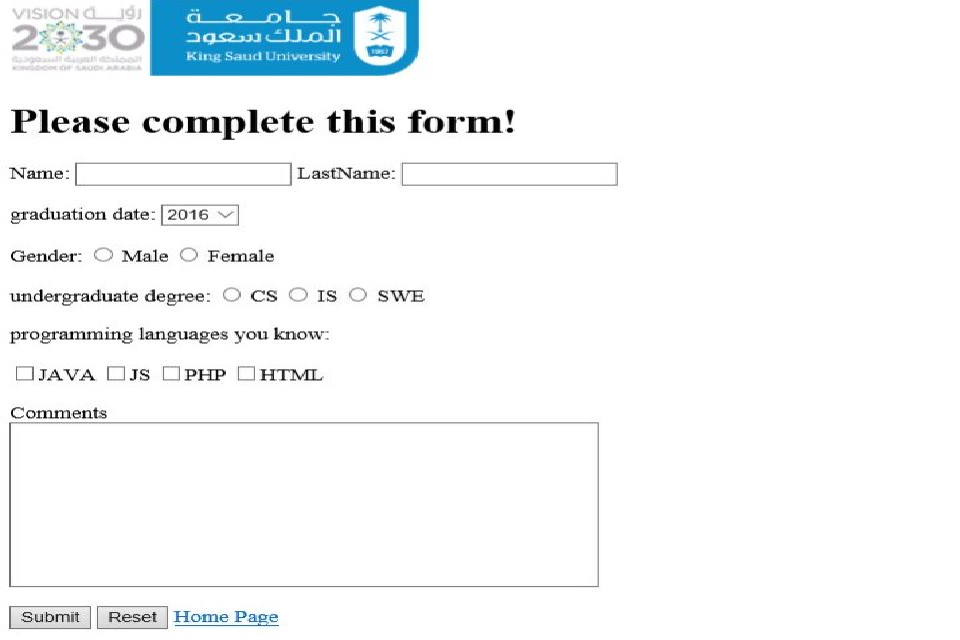 VISION رؤيـــة
2030
المملكة العربية السعودية
KINGDOM OF SAUDI ARABIA
جـــامـــعـــة
الملك سعود
King Saud University
1957
Please complete this form!
Name: LastName:
graduation date: 2016
Gender: Male Female
undergraduate degree: CS IS SWE
programming languages you know:
JAVA JS PHP HTML
Comments
Submit Reset Home Page